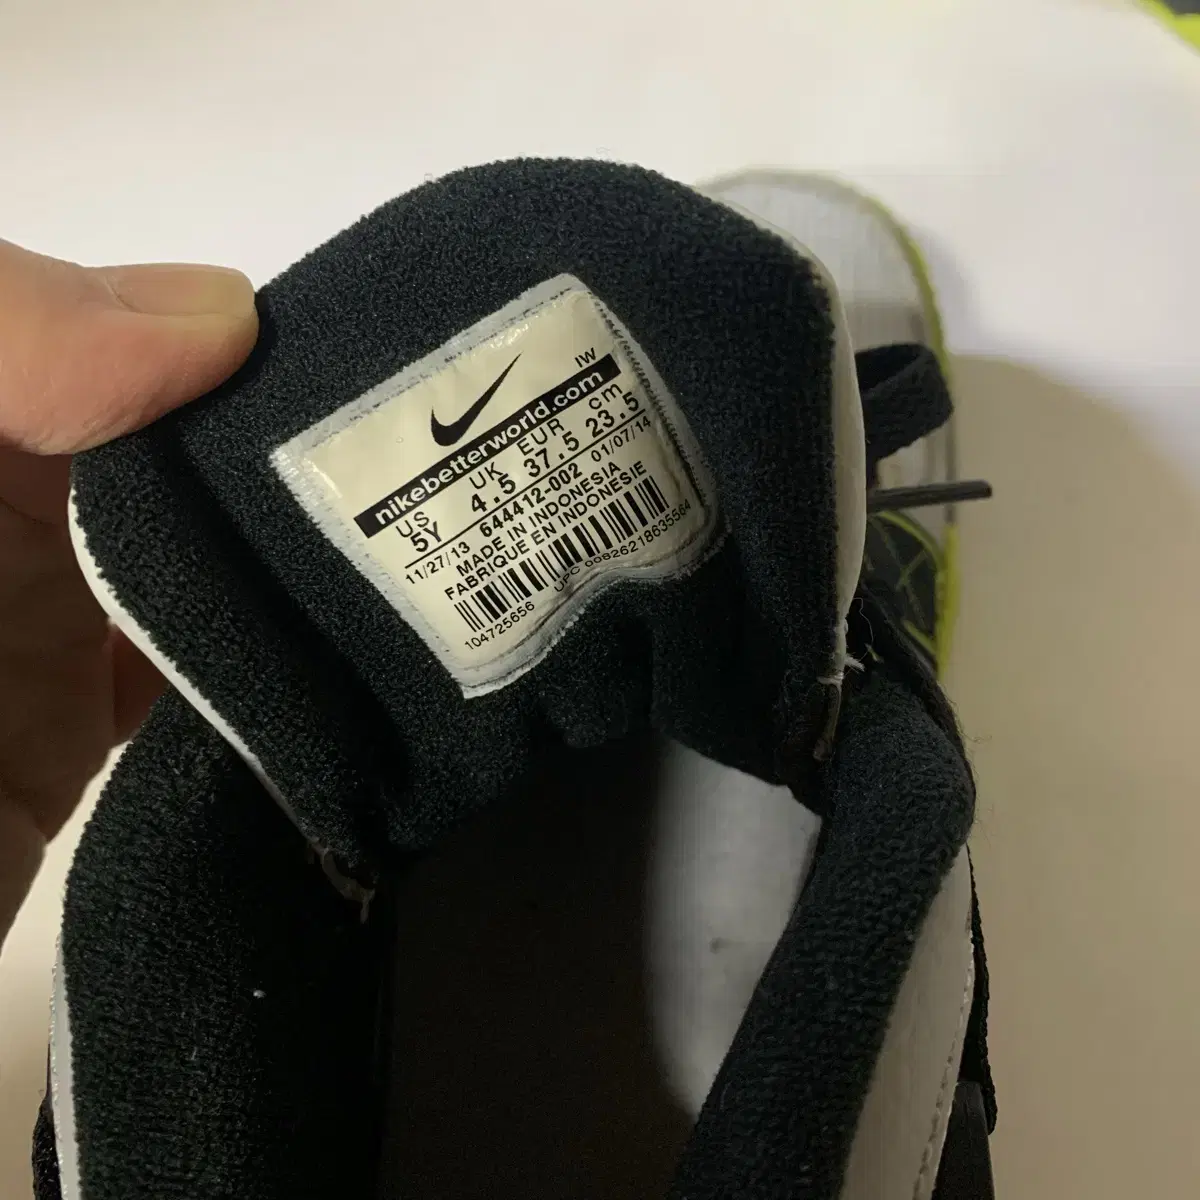 IW
nikebetterworld.com
US UK EUR cm
5Y 4.5 37.5 23.5
11/27/13 644412-002 01/07/14
MADE IN INDONESIA
FABRIQUE EN INDONESIE
104725656 UPC 00826218635564